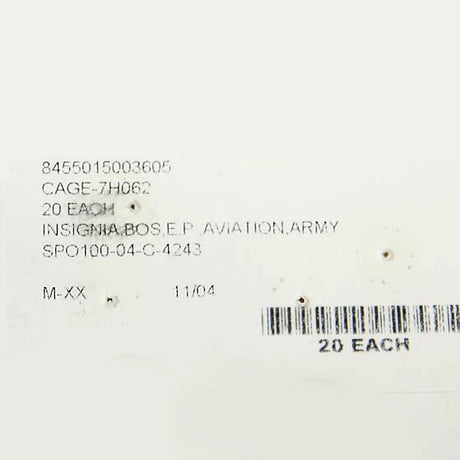 8455015003605
CAGE-7H062
20 EACH
INSIGNIA,BOS,E.P.,AVIATION,ARMY
SPO100-04-C-4243
M-XX 11/04
20 EACH